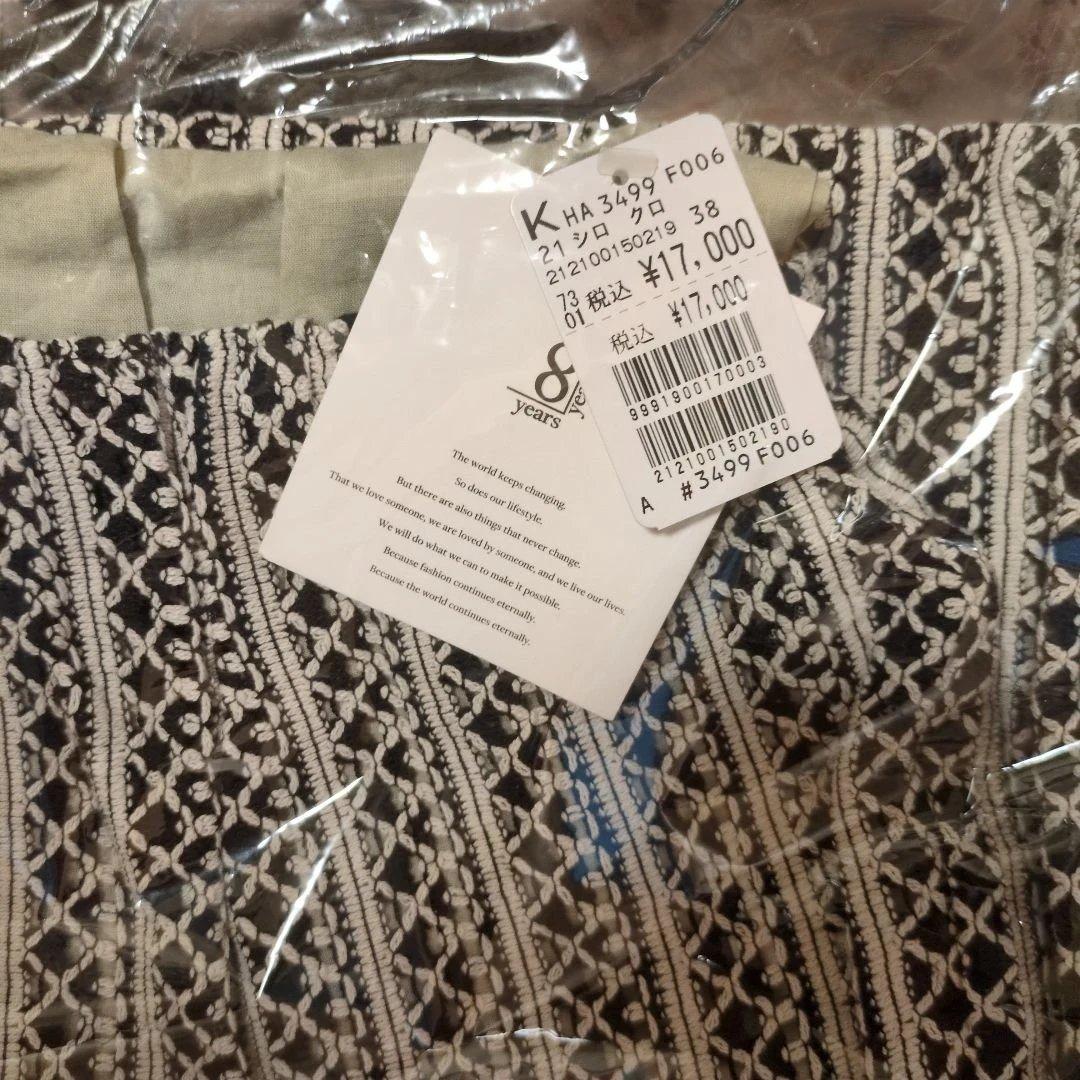 K HA 3499 F006
21 シロ クロ
212100150219 38
73
01 税込 ¥17,000
税込 ¥17,000
9991900170003
2121001502190
A #3499 F006
8
years
The world keeps changing.
So does our lifestyle.
But there are also things that never change.
That we love someone, we are loved by someone, and we live our lives.
We will do what we can to make it possible.
Because fashion continues eternally.
Because the world continues eternally.